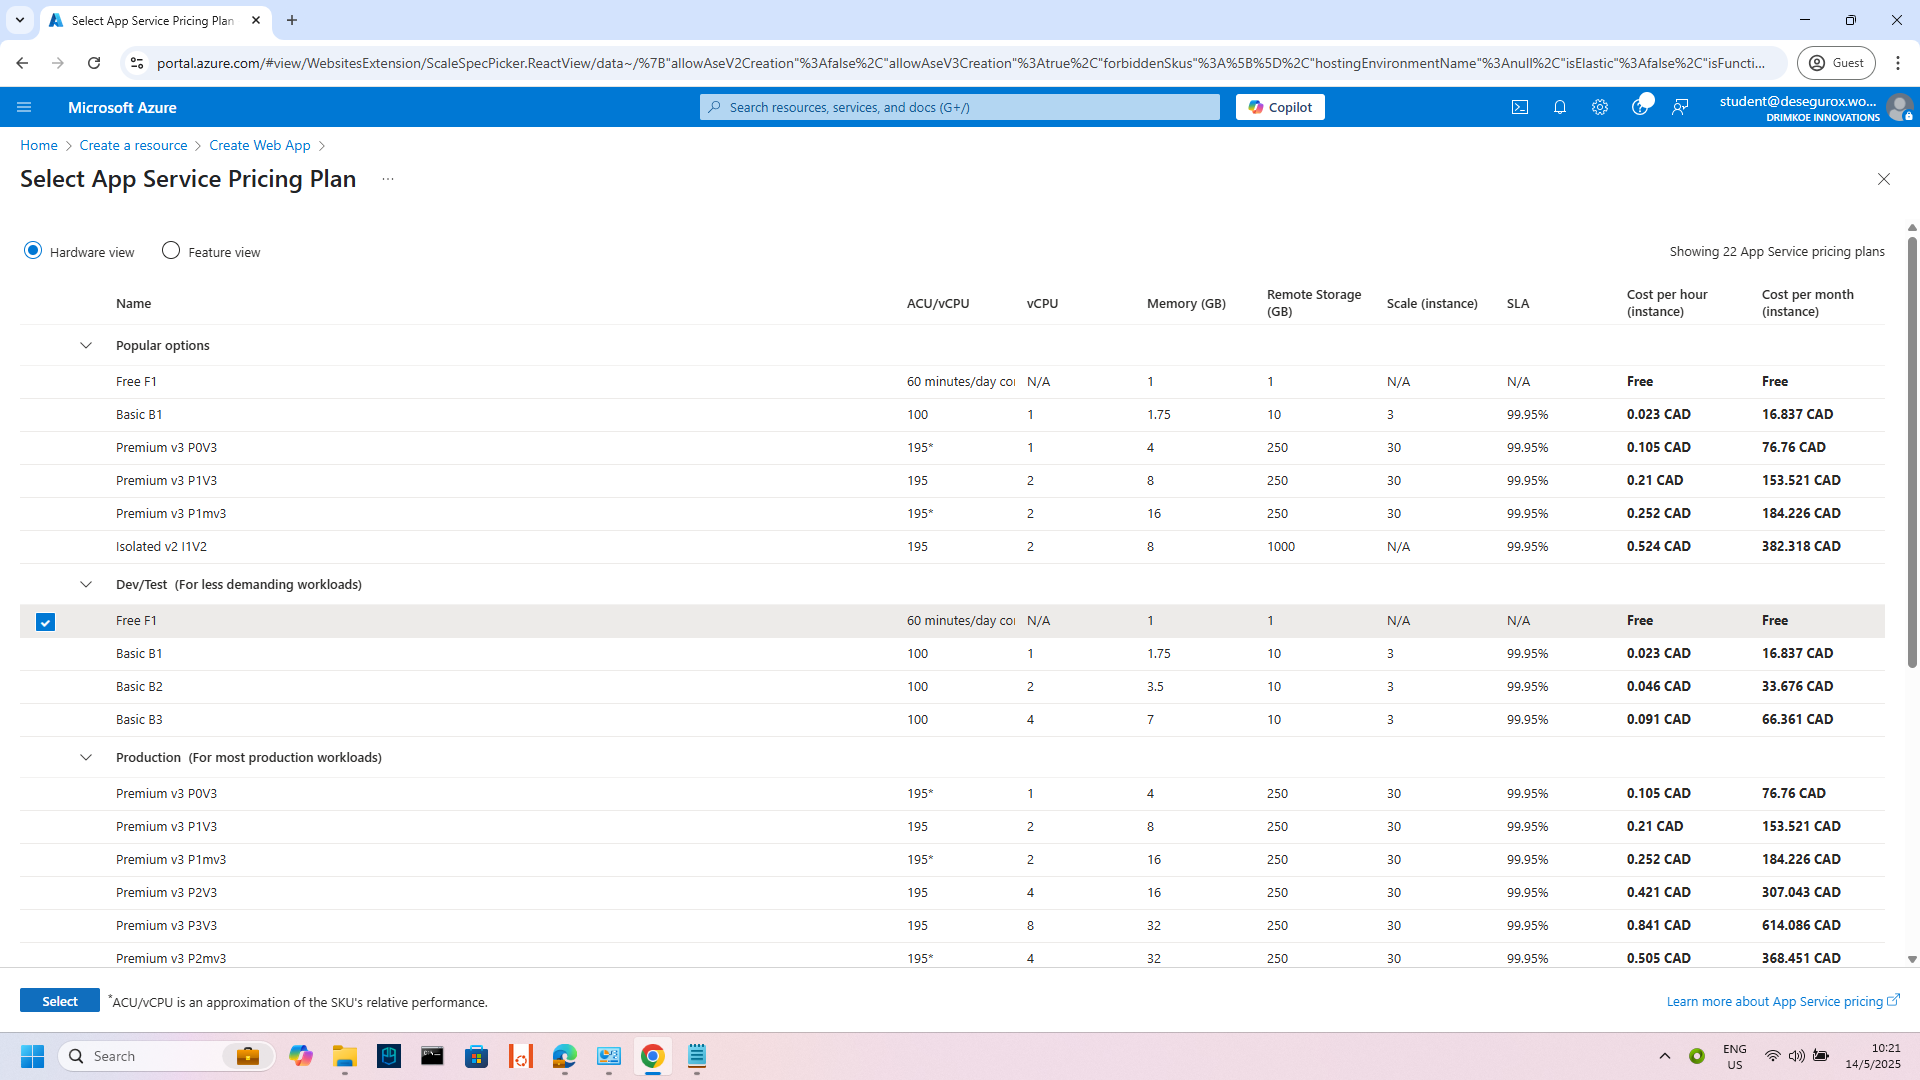 Select App Service Pricing Plan
portal.azure.com/#view/WebsitesExtension/ScaleSpecPicker.ReactView/data~/%7B"allowAseV2Creation"%3Afalse%2C"allowAseV3Creation"%3Atrue%2C"forbiddenSkus"%3A%5B%5D%2C"hostingEnvironmentName"%3Anull%2C"isElastic"%3Afalse%2C"isFuncti...
Guest
Microsoft Azure
Search resources, services, and docs (G+/)
Copilot
student@desegurox.wo...
DRIMKOE INNOVATIONS
Home > Create a resource > Create Web App >
Select App Service Pricing Plan ...
Hardware view Feature view
Showing 22 App Service pricing plans
Name ACU/vCPU vCPU Memory (GB) Remote Storage (GB) Scale (instance) SLA Cost per hour (instance) Cost per month (instance)
Popular options
Free F1 60 minutes/day cor N/A 1 1 N/A N/A Free Free
Basic B1 100 1 1.75 10 3 99.95% 0.023 CAD 16.837 CAD
Premium v3 P0V3 195* 1 4 250 30 99.95% 0.105 CAD 76.76 CAD
Premium v3 P1V3 195 2 8 250 30 99.95% 0.21 CAD 153.521 CAD
Premium v3 P1mv3 195* 2 16 250 30 99.95% 0.252 CAD 184.226 CAD
Isolated v2 I1V2 195 2 8 1000 N/A 99.95% 0.524 CAD 382.318 CAD
Dev/Test (For less demanding workloads)
Free F1 60 minutes/day cor N/A 1 1 N/A N/A Free Free
Basic B1 100 1 1.75 10 3 99.95% 0.023 CAD 16.837 CAD
Basic B2 100 2 3.5 10 3 99.95% 0.046 CAD 33.676 CAD
Basic B3 100 4 7 10 3 99.95% 0.091 CAD 66.361 CAD
Production (For most production workloads)
Premium v3 P0V3 195* 1 4 250 30 99.95% 0.105 CAD 76.76 CAD
Premium v3 P1V3 195 2 8 250 30 99.95% 0.21 CAD 153.521 CAD
Premium v3 P1mv3 195* 2 16 250 30 99.95% 0.252 CAD 184.226 CAD
Premium v3 P2V3 195 4 16 250 30 99.95% 0.421 CAD 307.043 CAD
Premium v3 P3V3 195 8 32 250 30 99.95% 0.841 CAD 614.086 CAD
Premium v3 P2mv3 195* 4 32 250 30 99.95% 0.505 CAD 368.451 CAD
Select *ACU/vCPU is an approximation of the SKU's relative performance.
Learn more about App Service pricing
Search
ENG
US
10:21
14/5/2025